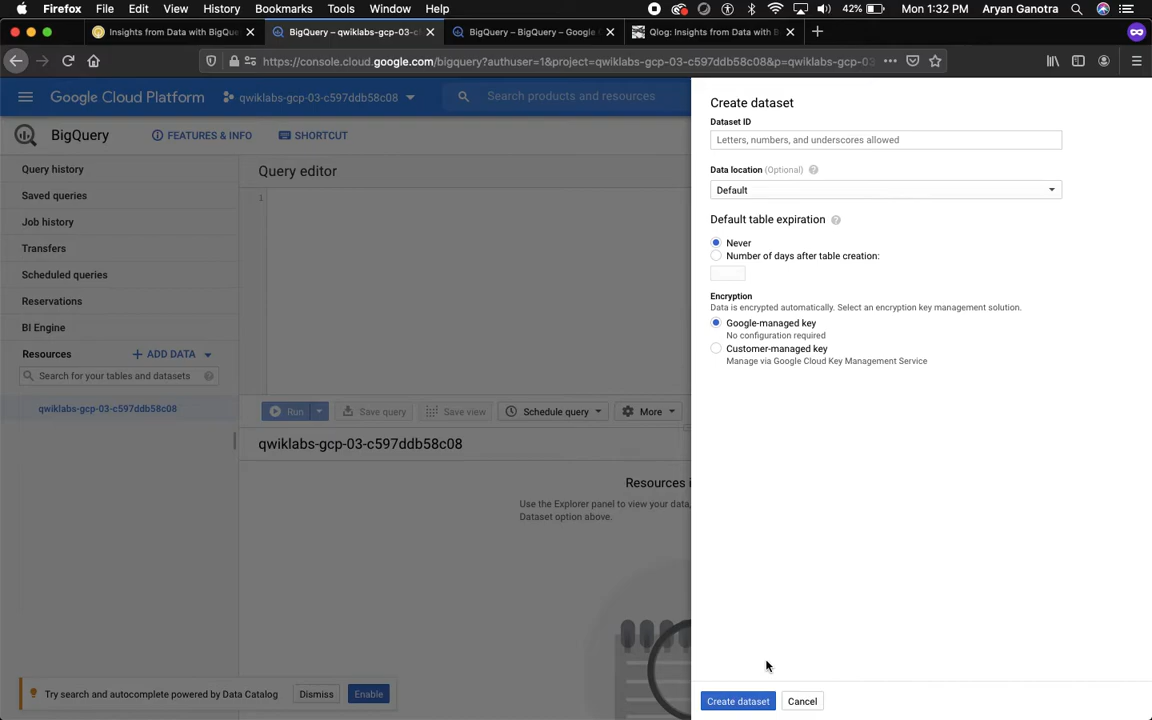 Firefox File Edit View History Bookmarks Tools Window Help 42% Mon 1:32 PM Aryan Ganotra
Insights from Data with BigQue
BigQuery – qwiklabs-gcp-03-c
BigQuery – BigQuery – Google
Qlog: Insights from Data with B
https://console.cloud.google.com/bigquery?authuser=1&project=qwiklabs-gcp-03-c597ddb58c08&p=qwiklabs-gcp-03
Google Cloud Platform qwiklabs-gcp-03-c597ddb58c08 Search products and resources
BigQuery FEATURES & INFO SHORTCUT
Query history
Saved queries
Job history
Transfers
Scheduled queries
Reservations
BI Engine
Resources + ADD DATA
Search for your tables and datasets
qwiklabs-gcp-03-c597ddb58c08
Query editor
1
Run Save query Save view Schedule query More
qwiklabs-gcp-03-c597ddb58c08
Resources i
Use the Explorer panel to view your data,
Dataset option above.
Try search and autocomplete powered by Data Catalog Dismiss Enable
Create dataset
Dataset ID
Letters, numbers, and underscores allowed
Data location (Optional)
Default
Default table expiration
Never
Number of days after table creation:
Encryption
Data is encrypted automatically. Select an encryption key management solution.
Google-managed key
No configuration required
Customer-managed key
Manage via Google Cloud Key Management Service
Create dataset Cancel